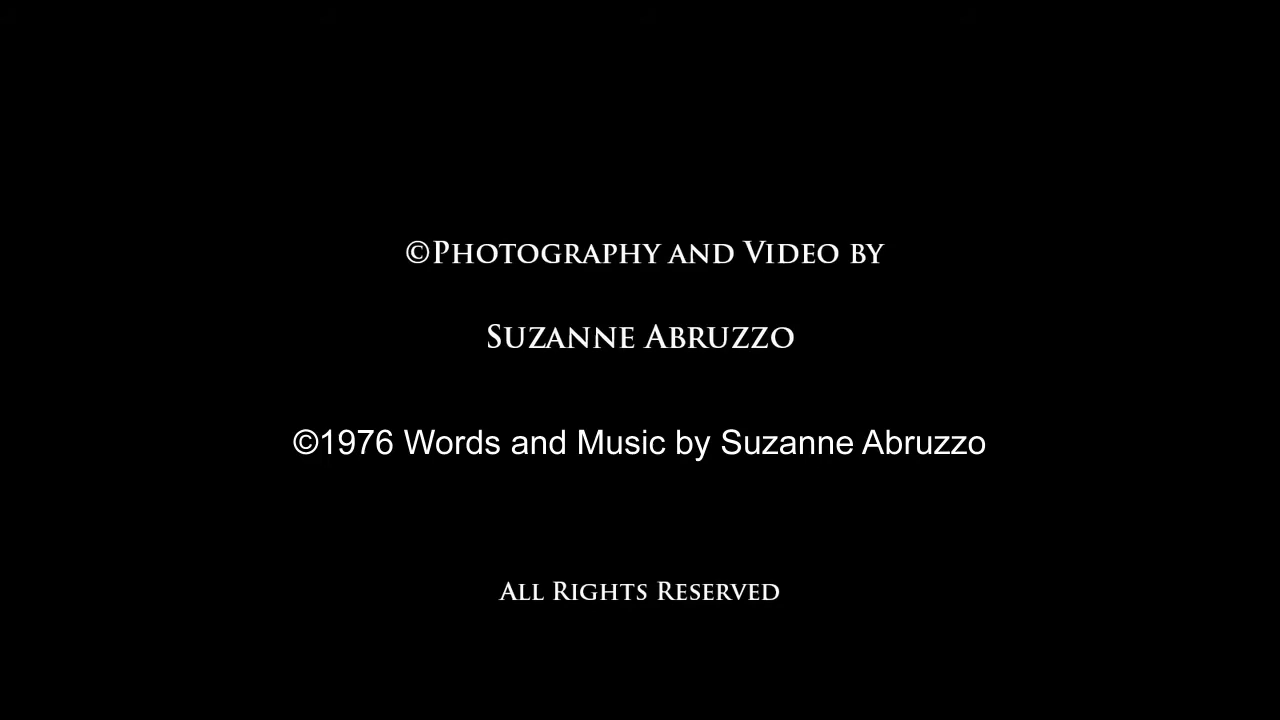 ©Photography and Video by
Suzanne Abruzzo
©1976 Words and Music by Suzanne Abruzzo
All Rights Reserved